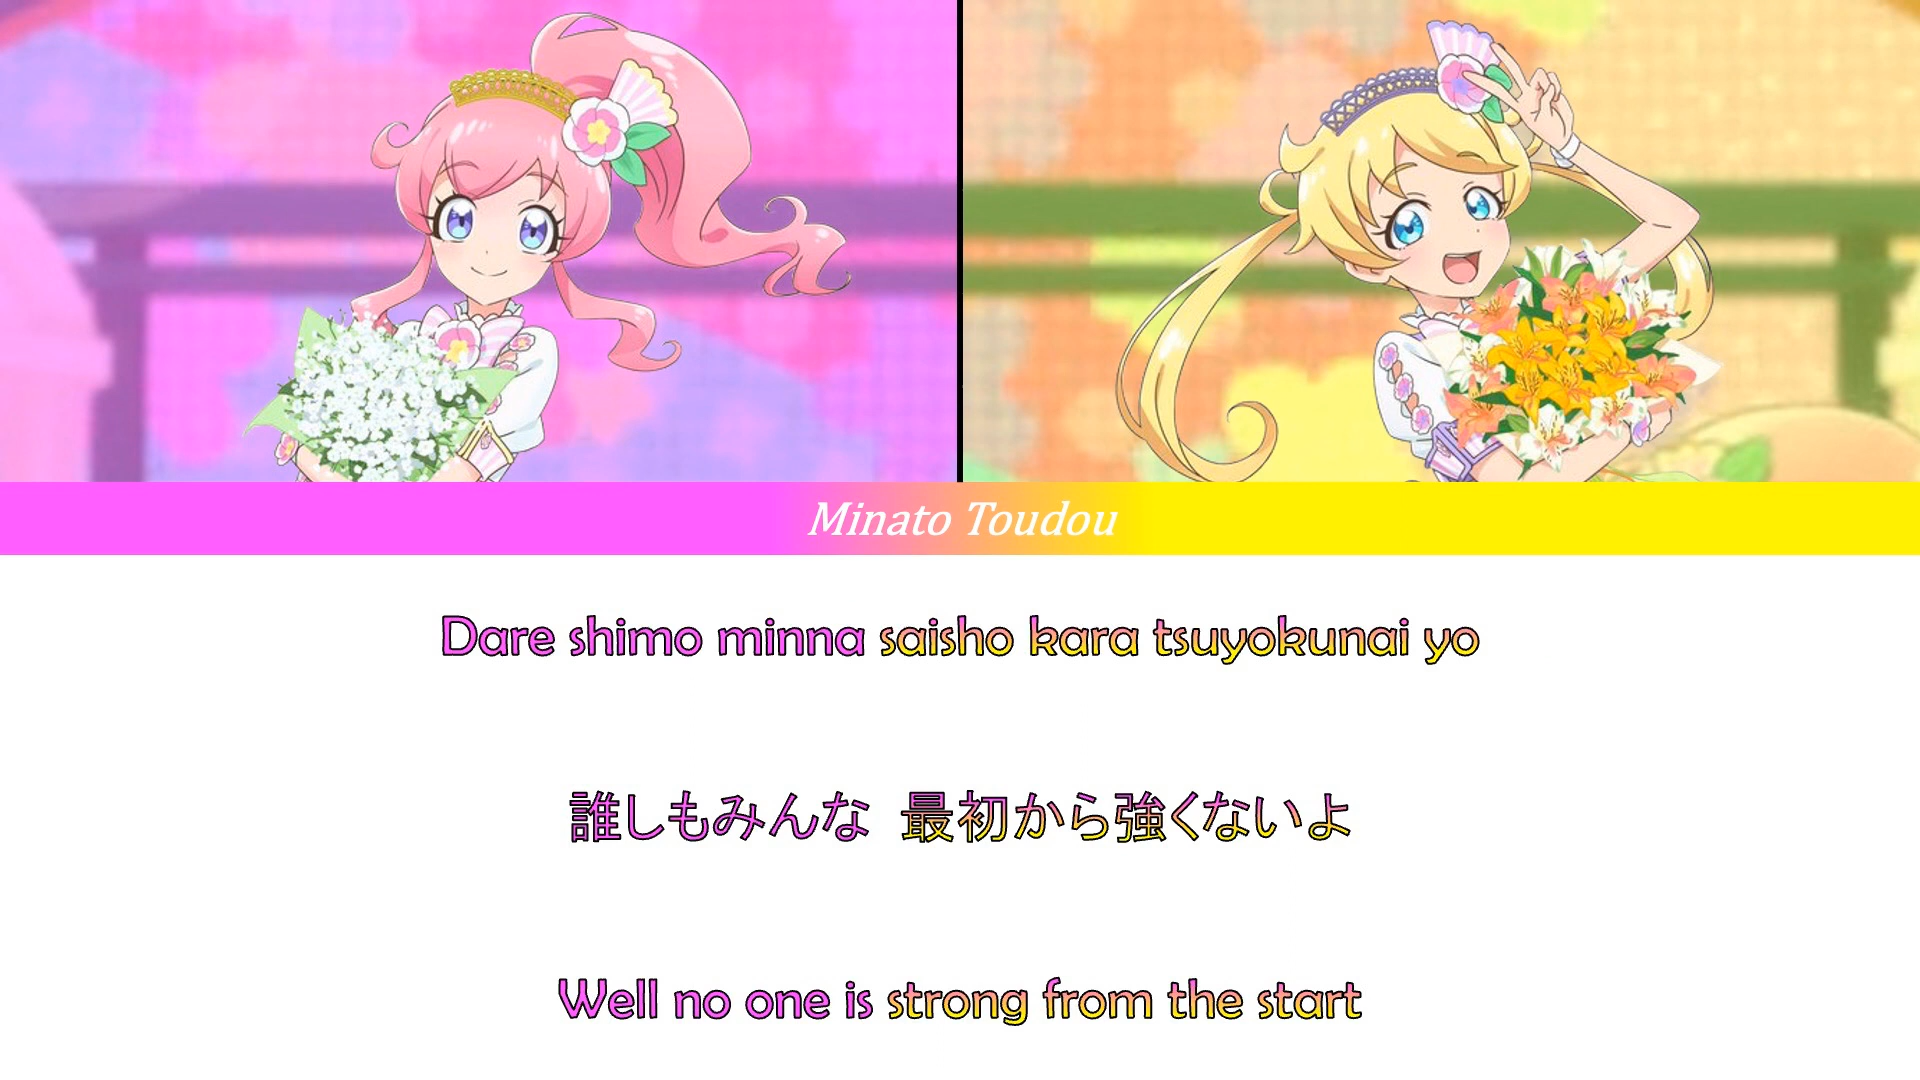 Minato Toudou
Dare shimo minna saisho kara tsuyokunai yo
誰しもみんな 最初から強くないよ
Well no one is strong from the start